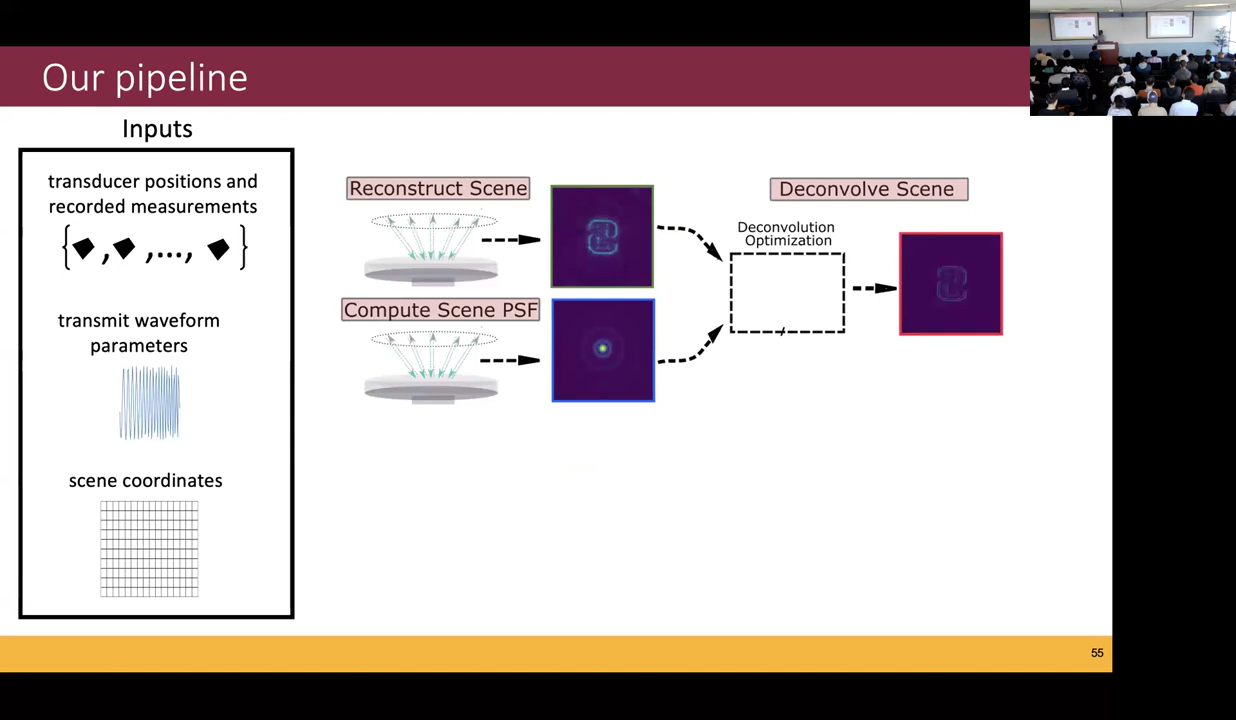 Our pipeline
Inputs
transducer positions and
recorded measurements
{ , ,..., }
transmit waveform
parameters
scene coordinates
Reconstruct Scene
Compute Scene PSF
Deconvolve Scene
Deconvolution
Optimization
55